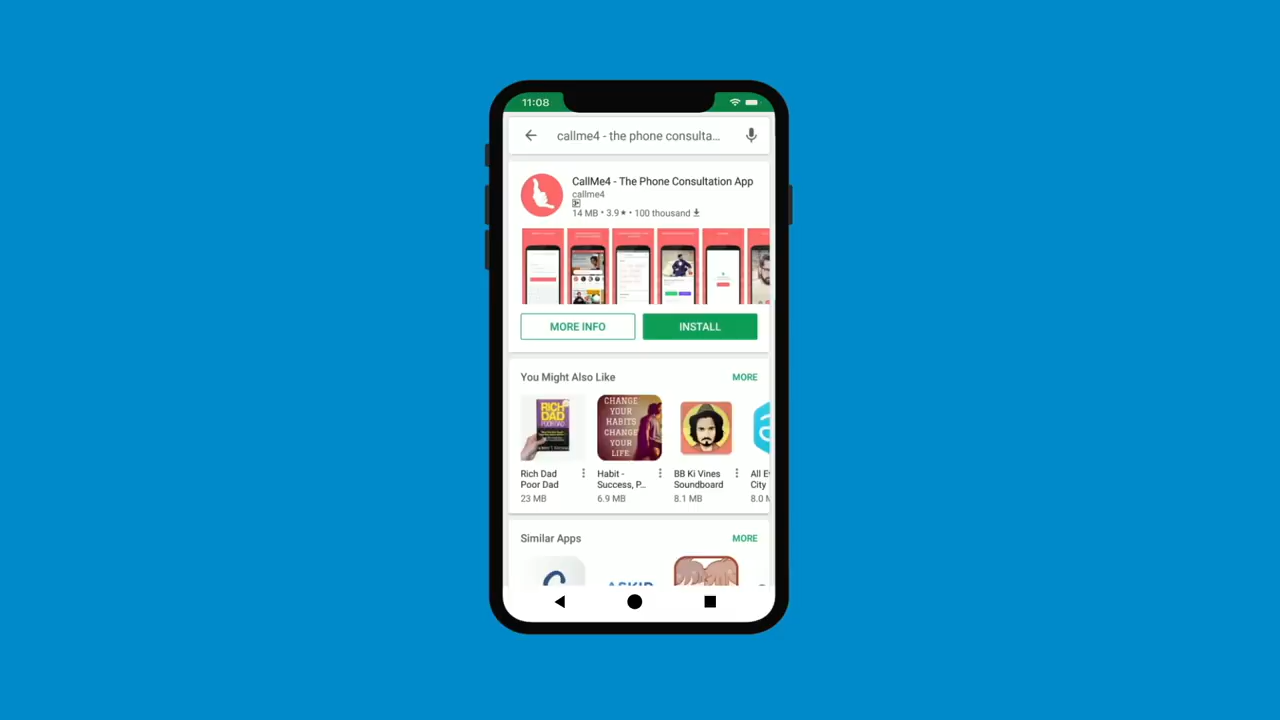 11:08
callme4 - the phone consulta...
CallMe4 - The Phone Consultation App
callme4
3+
14 MB • 3.9 ★ • 100 thousand
MORE INFO
INSTALL
You Might Also Like
MORE
RICH
DAD
POOR DAD
CHANGE
YOUR
HABITS
CHANGE
YOUR
LIFE.
Rich Dad
Poor Dad
23 MB
Habit -
Success, P...
6.9 MB
BB Ki Vines
Soundboard
8.1 MB
All E
City
8.0 M
Similar Apps
MORE